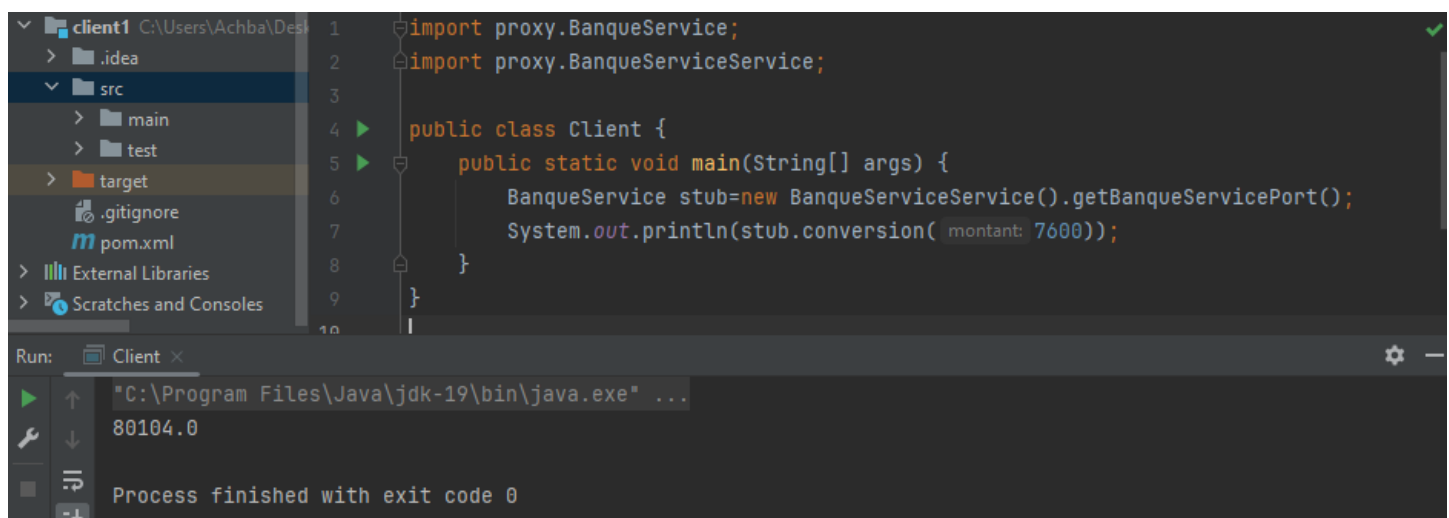 client1 C:\Users\Achba\Desk
.idea
src
main
test
target
.gitignore
pom.xml
External Libraries
Scratches and Consoles
1 import proxy.BanqueService;
2 import proxy.BanqueServiceService;
3
4 public class Client {
5 public static void main(String[] args) {
6 BanqueService stub=new BanqueServiceService().getBanqueServicePort();
7 System.out.println(stub.conversion( montant: 7600));
8 }
9 }
10
Run: Client
"C:\Program Files\Java\jdk-19\bin\java.exe" ...
80104.0
Process finished with exit code 0